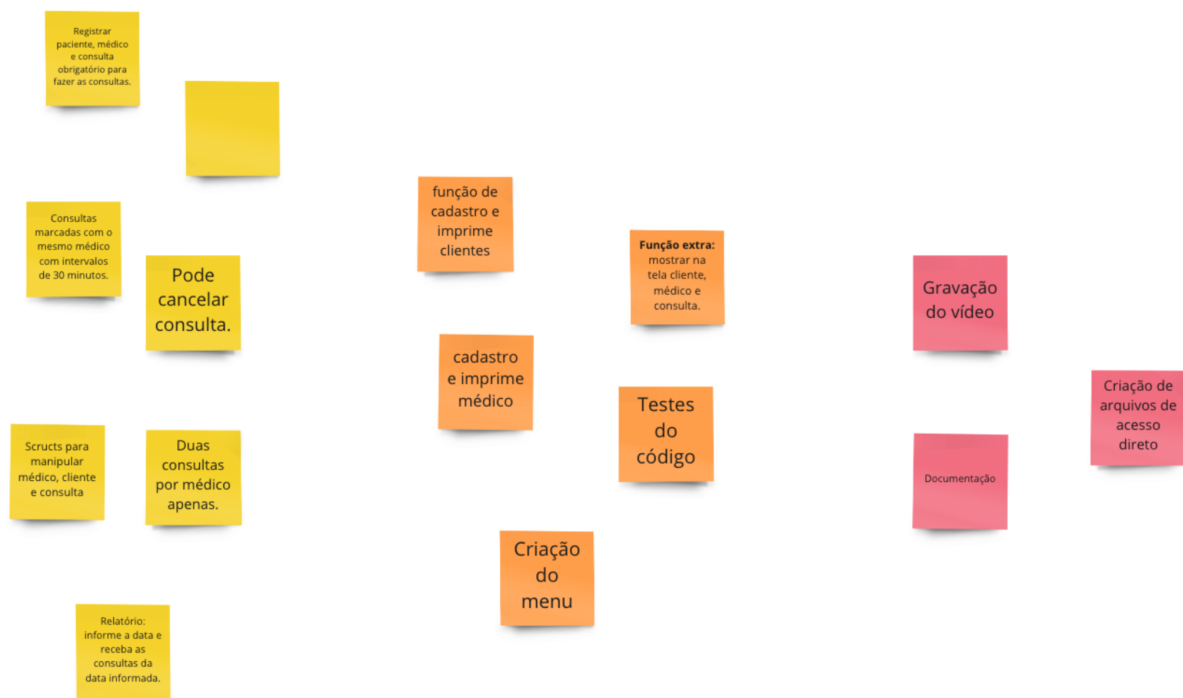 Registrar
paciente, médico
e consulta
obrigatório para
fazer as consultas.
Consultas
marcadas com o
mesmo médico
com intervalos
de 30 minutos.
Pode
cancelar
consulta.
Scructs para
manipular
médico, cliente
e consulta
Duas
consultas
por médico
apenas.
Relatório:
informe a data e
receba as
consultas da
data informada.
função de
cadastro e
imprime
clientes
cadastro
e imprime
médico
Criação
do
menu
Função extra:
mostrar na
tela cliente,
médico e
consulta.
Testes
do
código
Gravação
do vídeo
Documentação
Criação de
arquivos de
acesso
direto